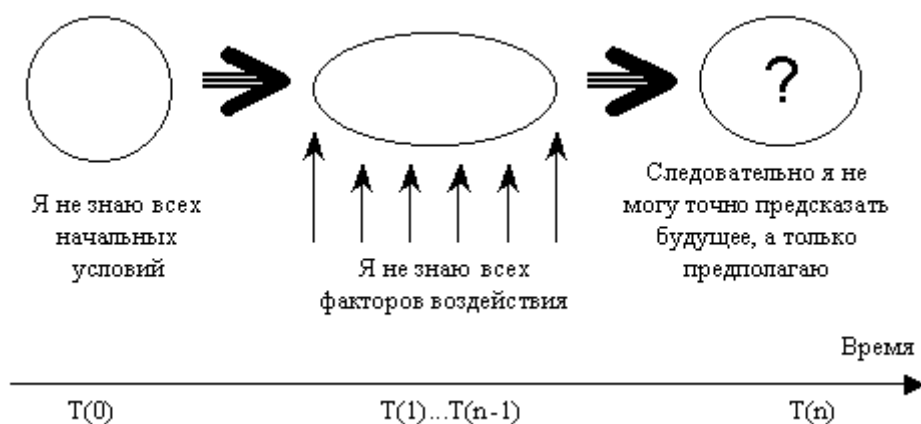 ?
Я не знаю всех
начальных
условий
Я не знаю всех
факторов воздействия
Следовательно я не
могу точно предсказать
будущее, а только
предполагаю
Время
T(0)
T(1)...T(n-1)
T(n)